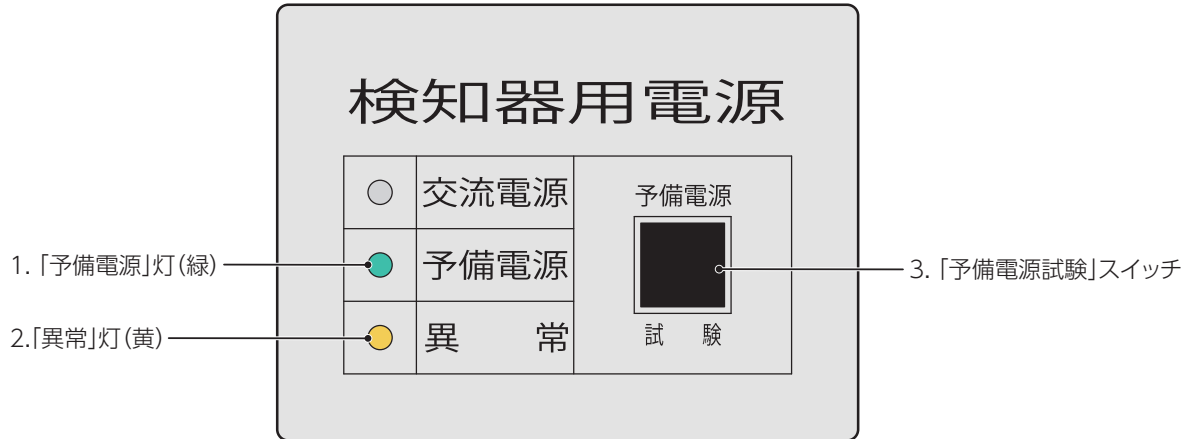 検知器用電源
交流電源
予備電源
異　　常
予備電源
試　験
1. ｢予備電源｣灯（緑）
2.｢異常｣灯（黄）
3. ｢予備電源試験｣スイッチ